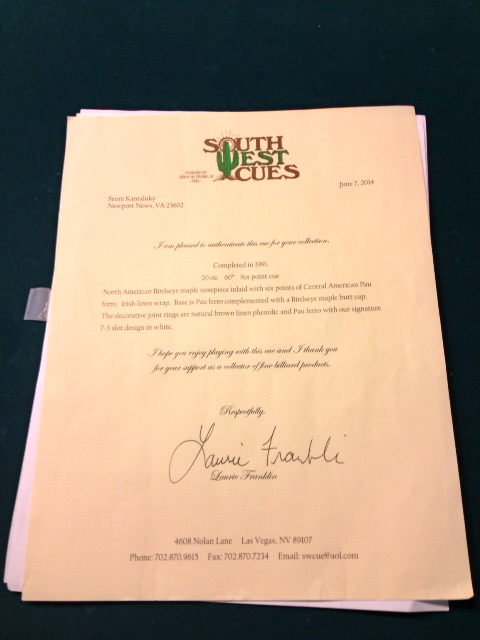 SOUTH
WEST
CUES
FOUNDED BY
JERRY W. FRANKLIN
June 7, 2014
Seum Kantaluky
Newport News, VA 23602
I am pleased to authenticate this cue for your collection.
Completed in 1991.
20 oz. 60" Six point cue.
North American Birdseye maple nosepiece inlaid with six points of Central American Pau
ferro. Irish linen wrap. Base is Pau ferro complemented with a Birdseye maple butt cap.
The decorative joint rings are natural brown linen phenolic and Pau ferro with our signature
7-3 slot design in white.
I hope you enjoy playing with this cue and I thank you
for your support as a collector of fine billiard products.
Respectfully,
Laurie Franklin
Laurie Franklin
4608 Nolan Lane Las Vegas, NV 89107
Phone: 702.870.9615 Fax: 702.870.7234 Email: swcue@aol.com